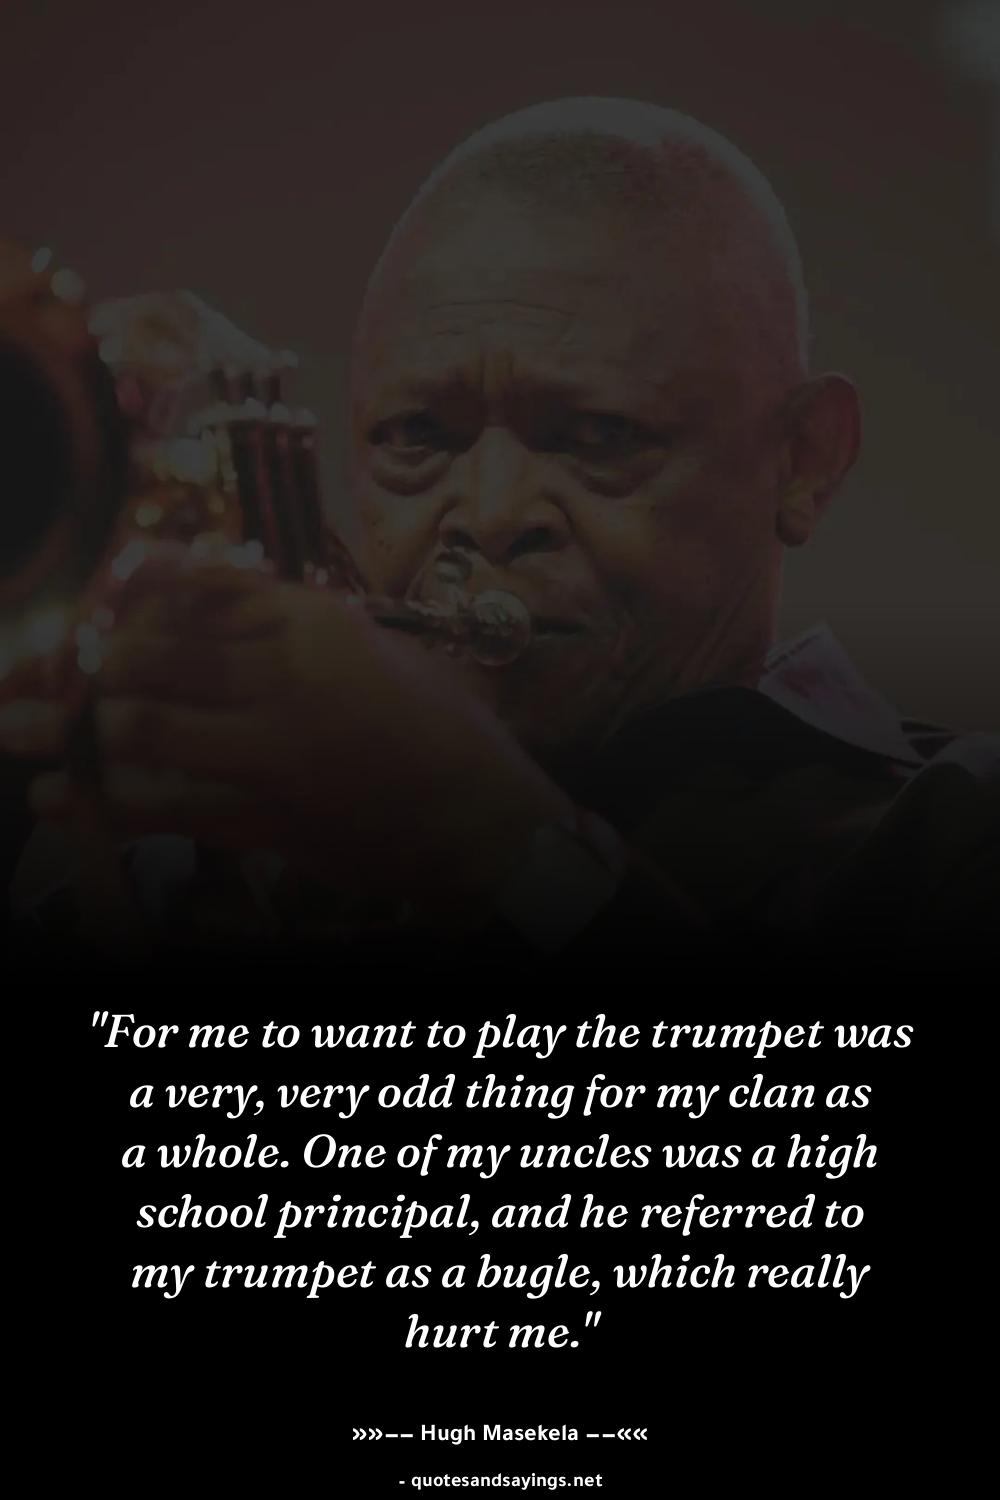 "For me to want to play the trumpet was
a very, very odd thing for my clan as
a whole. One of my uncles was a high
school principal, and he referred to
my trumpet as a bugle, which really
hurt me."
»»–– Hugh Masekela ––««
- quotesandsayings.net